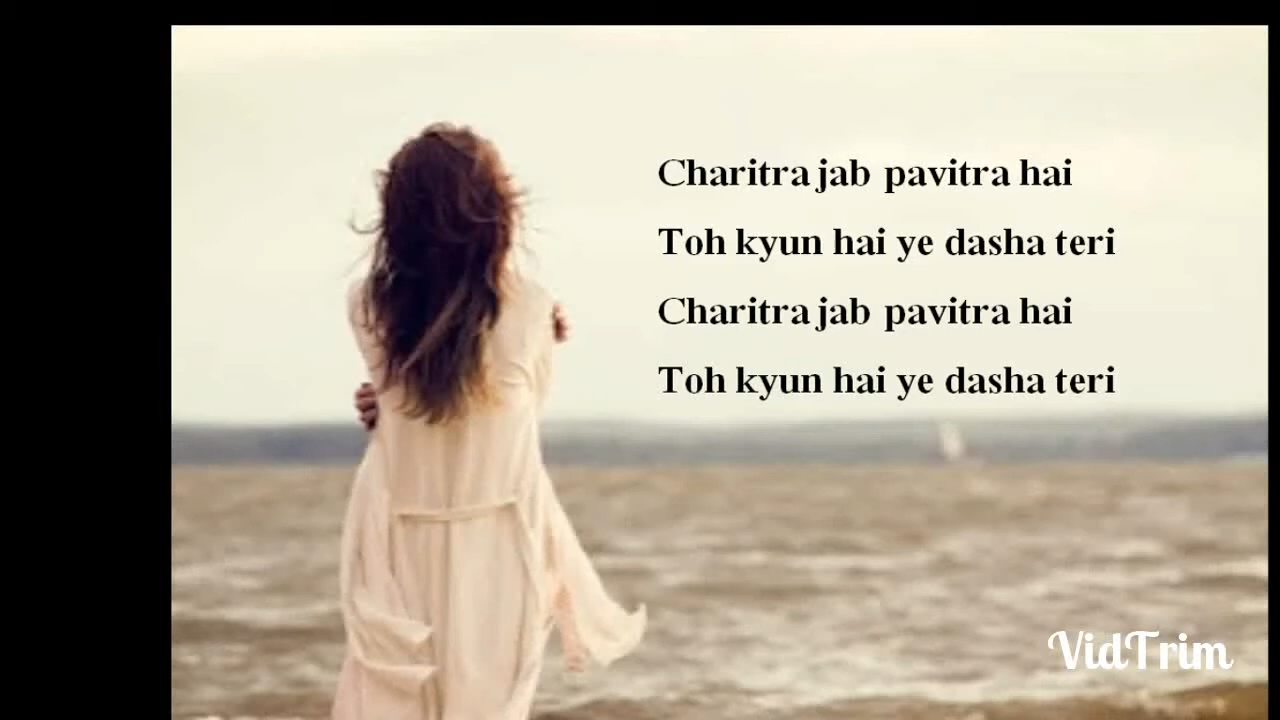 Charitra jab pavitra hai
Toh kyun hai ye dasha teri
Charitra jab pavitra hai
Toh kyun hai ye dasha teri
VidTrim